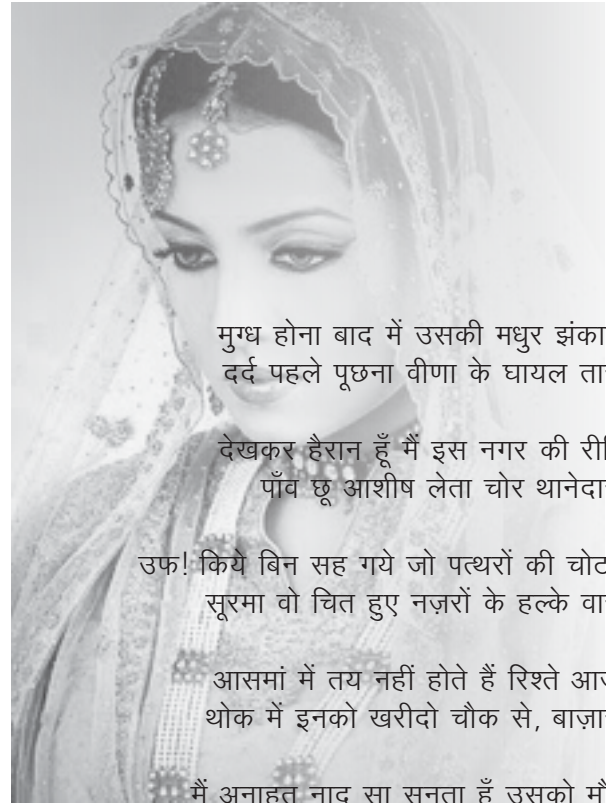 मुग्ध होना बाद में उसकी मधुर
दर्द पहले पूछना वीणा के घायल
देखकर हैरान हूँ मैं इस नगर की
पाँव छू आशीष लेता चोर
उफ! किये बिन सह गये जो पत्थरों की
सूरमा वो चित हुए नज़रों के हल्के
आसमां में तय नहीं होते हैं रिश्ते
थोक में इनको खरीदो चौक से,
मैं अनाहत नाद सा सुनता हूँ उसको